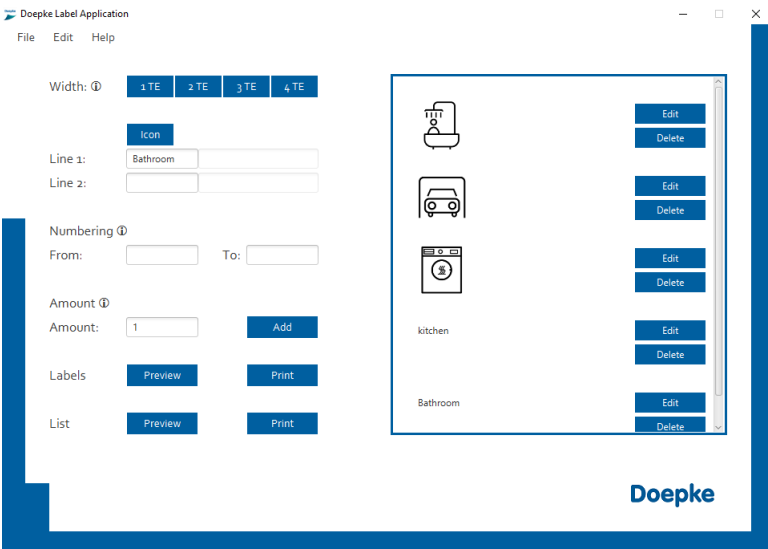 Doepke Label Application
File Edit Help
Width: 1 TE 2 TE 3 TE 4 TE
Icon
Line 1: Bathroom
Line 2:
Numbering
From: To:
Amount
Amount: 1 Add
Labels Preview Print
List Preview Print
Edit
Delete
Edit
Delete
Edit
Delete
kitchen Edit
Delete
Bathroom Edit
Delete
Doepke